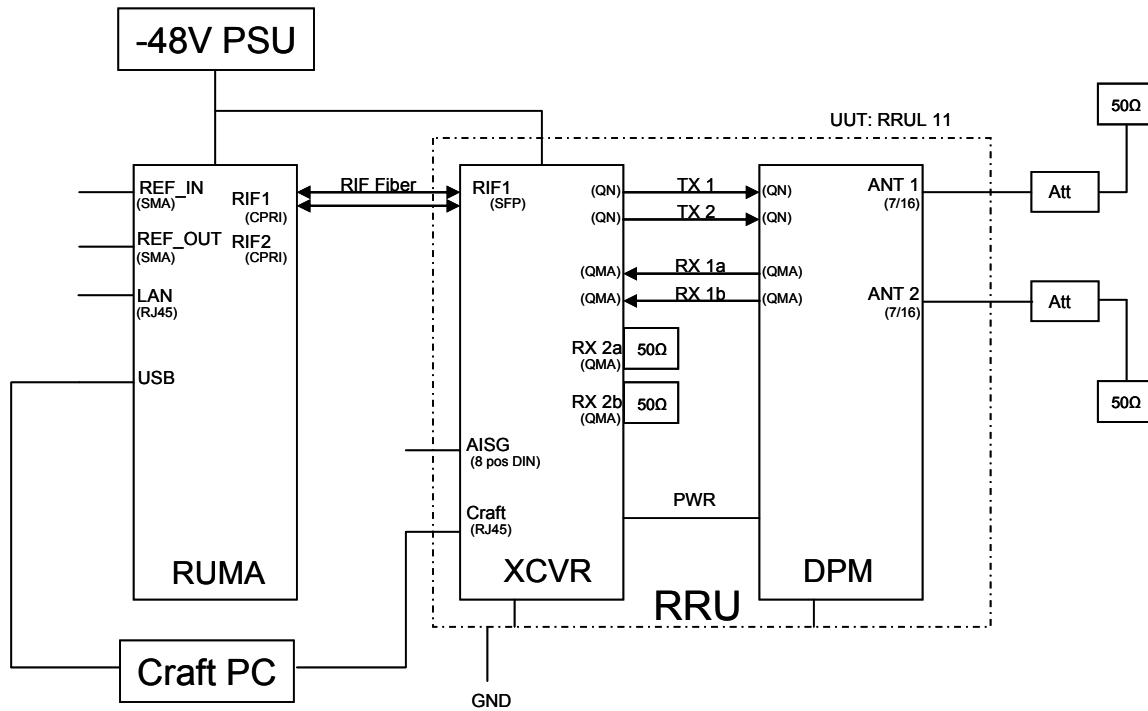 -48V PSU
UUT: RRUL 11
50Ω
REF_IN
(SMA)
RIF1
(CPRI)
REF_OUT
(SMA)
RIF2
(CPRI)
LAN
(RJ45)
USB
RUMA
RIF Fiber
RIF1
(SFP)
(QN)
TX 1
(QN)
(QN)
TX 2
(QN)
(QMA)
RX 1a
(QMA)
(QMA)
RX 1b
(QMA)
RX 2a
(QMA)
50Ω
RX 2b
(QMA)
50Ω
AISG
(8 pos DIN)
Craft
(RJ45)
XCVR
PWR
ANT 1
(7/16)
Att
ANT 2
(7/16)
Att
50Ω
DPM
RRU
Craft PC
GND